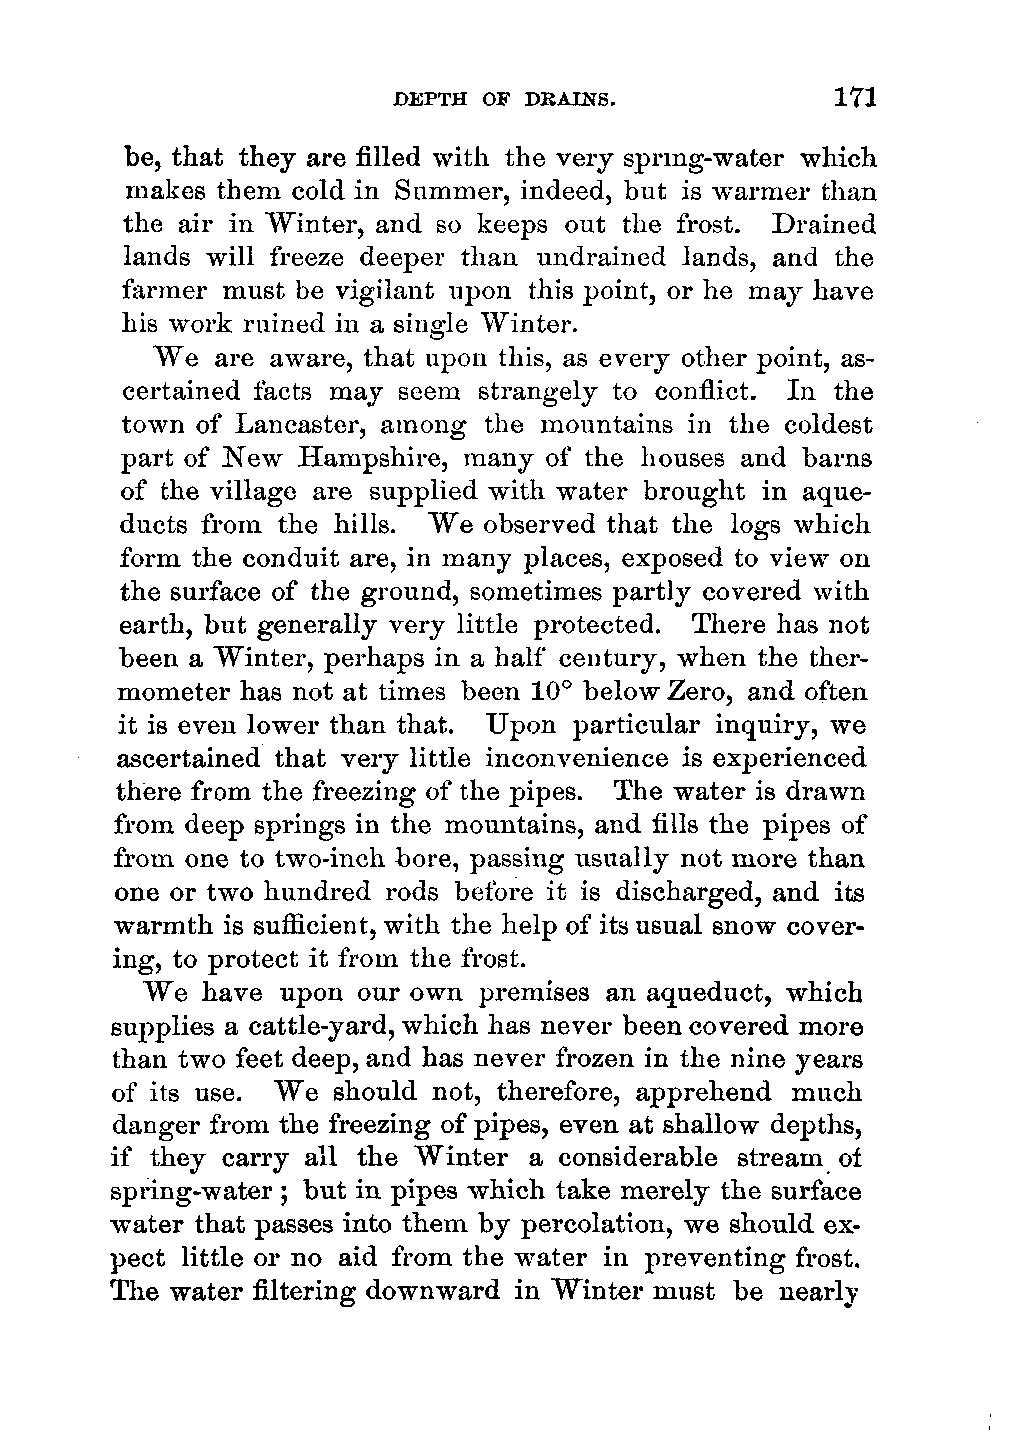 DEPTH OF DRAINS. 171
be, that they are filled with the very spring-water which
makes them cold in Summer, indeed, but is warmer than
the air in Winter, and so keeps out the frost. Drained
lands will freeze deeper than undrained lands, and the
farmer must be vigilant upon this point, or he may have
his work ruined in a single Winter.
We are aware, that upon this, as every other point, as-
certained facts may seem strangely to conflict. In the
town of Lancaster, among the mountains in the coldest
part of New Hampshire, many of the houses and barns
of the village are supplied with water brought in aque-
ducts from the hills. We observed that the logs which
form the conduit are, in many places, exposed to view on
the surface of the ground, sometimes partly covered with
earth, but generally very little protected. There has not
been a Winter, perhaps in a half century, when the ther-
mometer has not at times been 10° below Zero, and often
it is even lower than that. Upon particular inquiry, we
ascertained that very little inconvenience is experienced
there from the freezing of the pipes. The water is drawn
from deep springs in the mountains, and fills the pipes of
from one to two-inch bore, passing usually not more than
one or two hundred rods before it is discharged, and its
warmth is sufficient, with the help of its usual snow cover-
ing, to protect it from the frost.
We have upon our own premises an aqueduct, which
supplies a cattle-yard, which has never been covered more
than two feet deep, and has never frozen in the nine years
of its use. We should not, therefore, apprehend much
danger from the freezing of pipes, even at shallow depths,
if they carry all the Winter a considerable stream of
spring-water ; but in pipes which take merely the surface
water that passes into them by percolation, we should ex-
pect little or no aid from the water in preventing frost.
The water filtering downward in Winter must be nearly